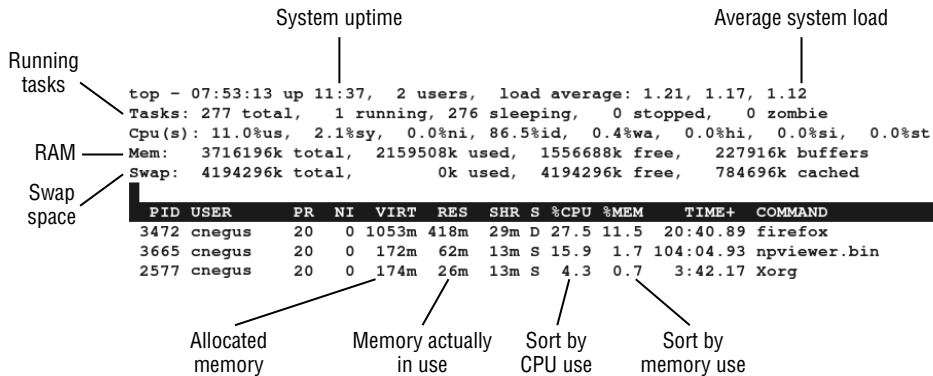 System uptime
Average system load
Running
tasks
top - 07:53:13 up 11:37, 2 users, load average: 1.21, 1.17, 1.12
Tasks: 277 total, 1 running, 276 sleeping, 0 stopped, 0 zombie
Cpu(s): 11.0%us, 2.1%sy, 0.0%ni, 86.5%id, 0.4%wa, 0.0%hi, 0.0%si, 0.0%st
RAM
Mem: 3716196k total, 2159508k used, 1556688k free, 227916k buffers
Swap: 4194296k total, 0k used, 4194296k free, 784696k cached
Swap
space
PID USER PR NI VIRT RES SHR S %CPU %MEM TIME+ COMMAND
3472 cnegus 20 0 1053m 418m 29m D 27.5 11.5 20:40.89 firefox
3665 cnegus 20 0 172m 62m 13m S 15.9 1.7 104:04.93 npviewer.bin
2577 cnegus 20 0 174m 26m 13m S 4.3 0.7 3:42.17 Xorg
Allocated
memory
Memory actually
in use
Sort by
CPU use
Sort by
memory use